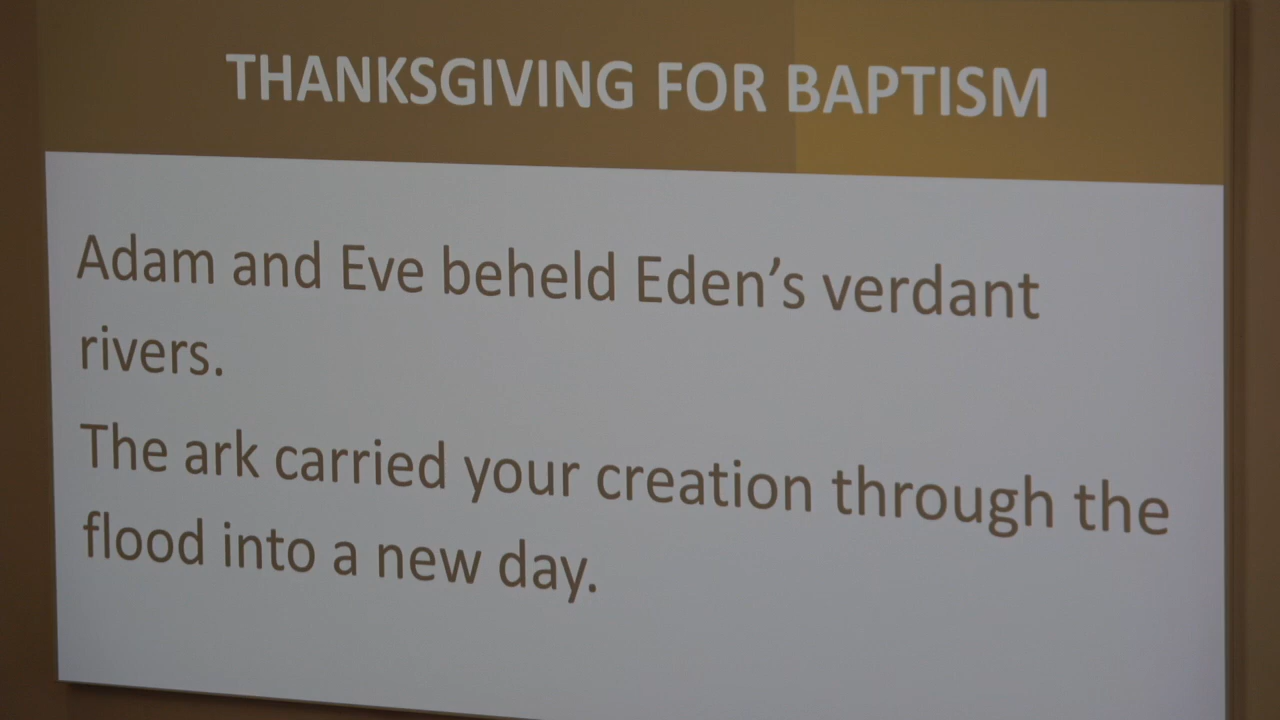 THANKSGIVING FOR BAPTISM
Adam and Eve beheld Eden’s verdant
rivers.
The ark carried your creation through the
flood into a new day.